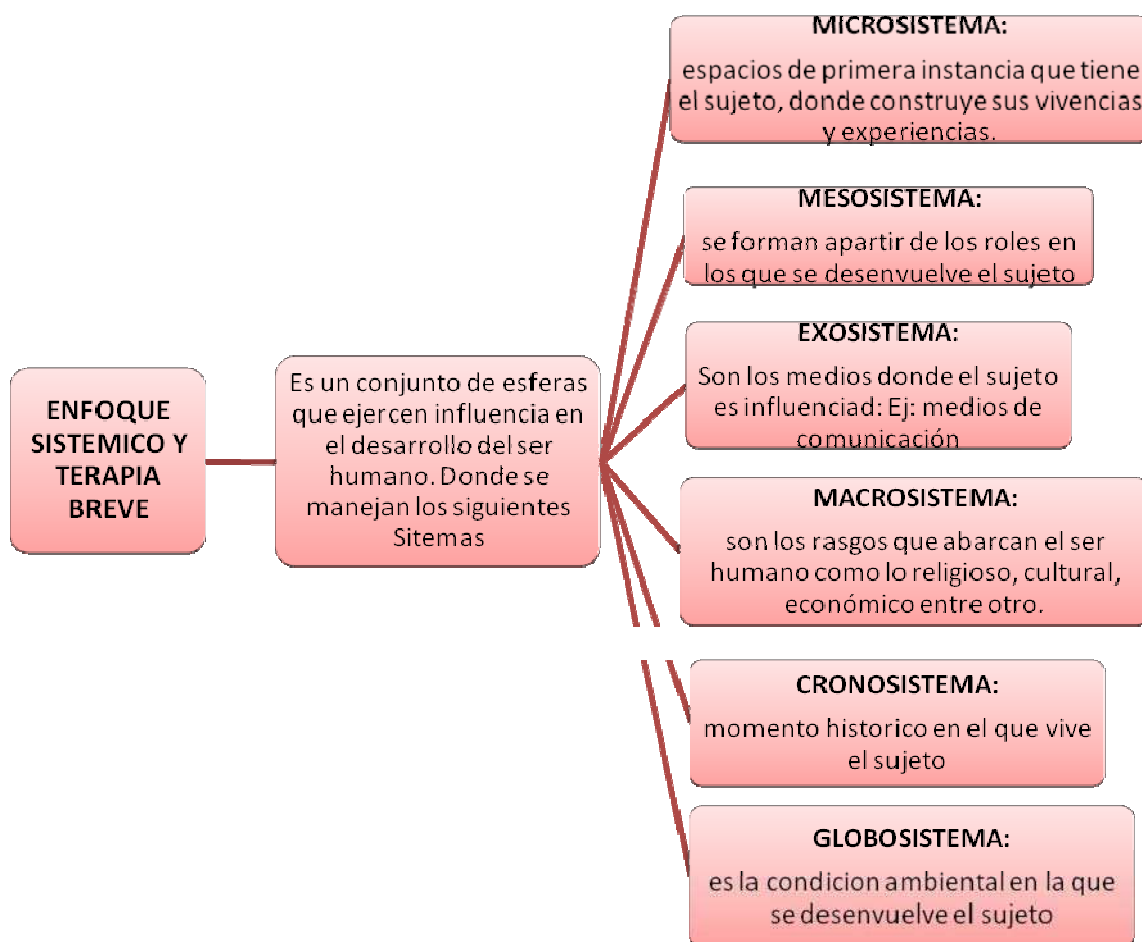 ENFOQUE
SISTEMICO Y
TERAPIA
BREVE
Es un conjunto de esferas
que ejercen influencia en
el desarrollo del ser
humano. Donde se
manejan los siguientes
Sitemas
MICROSISTEMA:
espacios de primera instancia que tiene
el sujeto, donde construye sus vivencias
y experiencias.
MESOSISTEMA:
se forman apartir de los roles en
los que se desenvuelve el sujeto
EXOSISTEMA:
Son los medios donde el sujeto
es influenciad: Ej: medios de
comunicación
MACROSISTEMA:
son los rasgos que abarcan el ser
humano como lo religioso, cultural,
económico entre otro.
CRONOSISTEMA:
momento historico en el que vive
el sujeto
GLOBOSISTEMA:
es la condicion ambiental en la que
se desenvuelve el sujeto